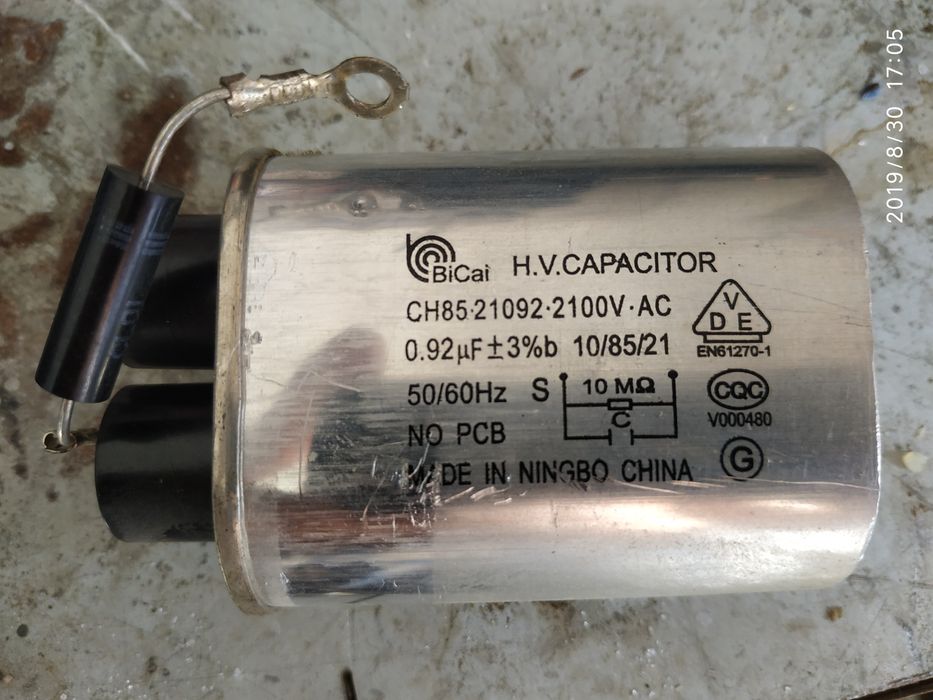 BiCai H.V.CAPACITOR
CH85·21092·2100V·AC
0.92μF±3%b 10/85/21
50/60Hz S 10 MΩ
C
NO PCB
MADE IN NINGBO CHINA
V
D E
EN61270-1
CQC
V000480
G
2019/8/30 17:05